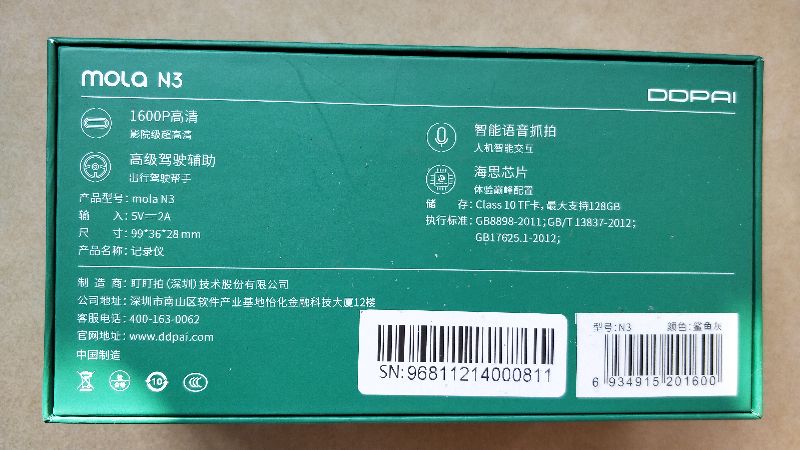 mola N3
DDPAI
1600P高清
影院级超高清
高级驾驶辅助
出行驾驶帮手
智能语音抓拍
人机智能交互
海思芯片
体验巅峰配置
产品型号: mola N3
输 入: 5V⎓2A
尺 寸: 99*36*28mm
产品名称: 记录仪
储 存: Class 10 TF卡, 最大支持128GB
执行标准: GB8898-2011; GB/T 13837-2012;
GB17625.1-2012;
制 造 商: 盯盯拍(深圳)技术股份有限公司
公司地址: 深圳市南山区软件产业基地怡化金融科技大厦12楼
客服电话: 400-163-0062
官网地址: www.ddpai.com
中国制造
10
CCC
SN: 96811214000811
型号: N3 颜色: 鲨鱼灰
6 934915 201600